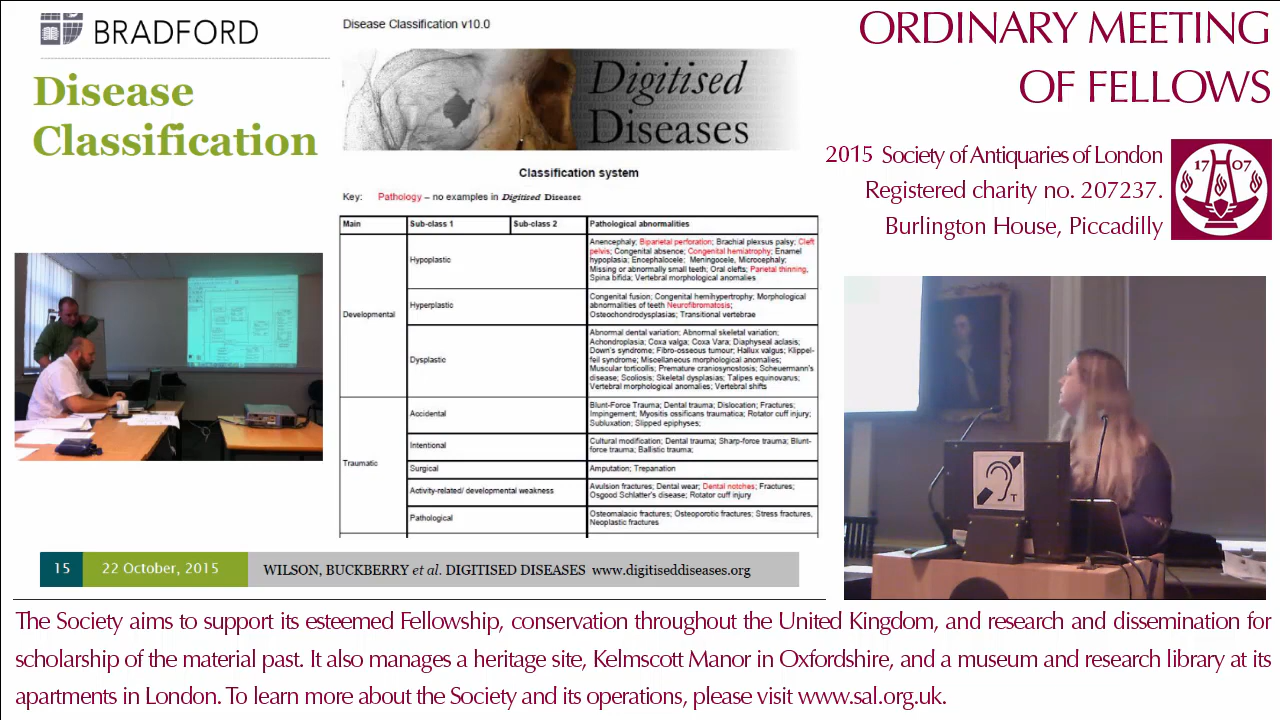 BRADFORD
Disease
Classification
Disease Classification v10.0
Digitised
Diseases
Classification system
Key: Pathology – no examples in Digitised Diseases
Main Sub-class 1 Sub-class 2 Pathological abnormalities
Developmental
Hypoplastic
Anencephaly; Biparietal perforation; Brachial plexsus palsy; Cleft
pelvis; Congenital absence; Congenital hemiatrophy; Enamel
hypoplasia; Encephalocele: Meningocele, Microcephaly;
Missing or abnormally small teeth; Oral clefts; Parietal thinning,
Spina bifida; Vertebral morphological anomalies
Hyperplastic
Congenital fusion; Congenital hemihypertrophy; Morphological
abnormalities of teeth Neurofibromatosis;
Osteochondrodysplasias; Transitional vertebrae
Dysplastic
Abnormal dental variation; Abnormal skeletal variation;
Achondroplasia; Coxa valga; Coxa Vara; Diaphyseal aclasis;
Down's syndrome; Fibro-osseous tumour; Hallux valgus; Klippel-
feil syndrome; Miscellaneous morphological anomalies;
Muscular torticollis; Premature craniosynostosis; Scheuermann's
disease; Scoliosis; Skeletal dysplasias; Talipes equinovarus;
Vertebral morphological anomalies; Vertebral shifts
Traumatic
Accidental
Blunt-Force Trauma; Dental trauma; Dislocation; Fractures;
Impingement; Myositis ossificans traumatica; Rotator cuff injury;
Subluxation; Slipped epiphyses;
Intentional
Cultural modification; Dental trauma; Sharp-force trauma; Blunt-
force trauma; Ballistic trauma;
Surgical
Amputation; Trepanation
Activity-related/ developmental weakness
Avulsion fractures; Dental wear; Dental notches; Fractures;
Osgood Schlatter's disease; Rotator cuff injury
Pathological
Osteomalacic fractures; Osteoporotic fractures; Stress fractures,
Neoplastic fractures
15 22 October, 2015 WILSON, BUCKBERRY et al. DIGITISED DISEASES www.digitiseddiseases.org
ORDINARY MEETING
OF FELLOWS
2015 Society of Antiquaries of London
Registered charity no. 207237.
Burlington House, Piccadilly
1707
T
The Society aims to support its esteemed Fellowship, conservation throughout the United Kingdom, and research and dissemination for
scholarship of the material past. It also manages a heritage site, Kelmscott Manor in Oxfordshire, and a museum and research library at its
apartments in London. To learn more about the Society and its operations, please visit www.sal.org.uk.